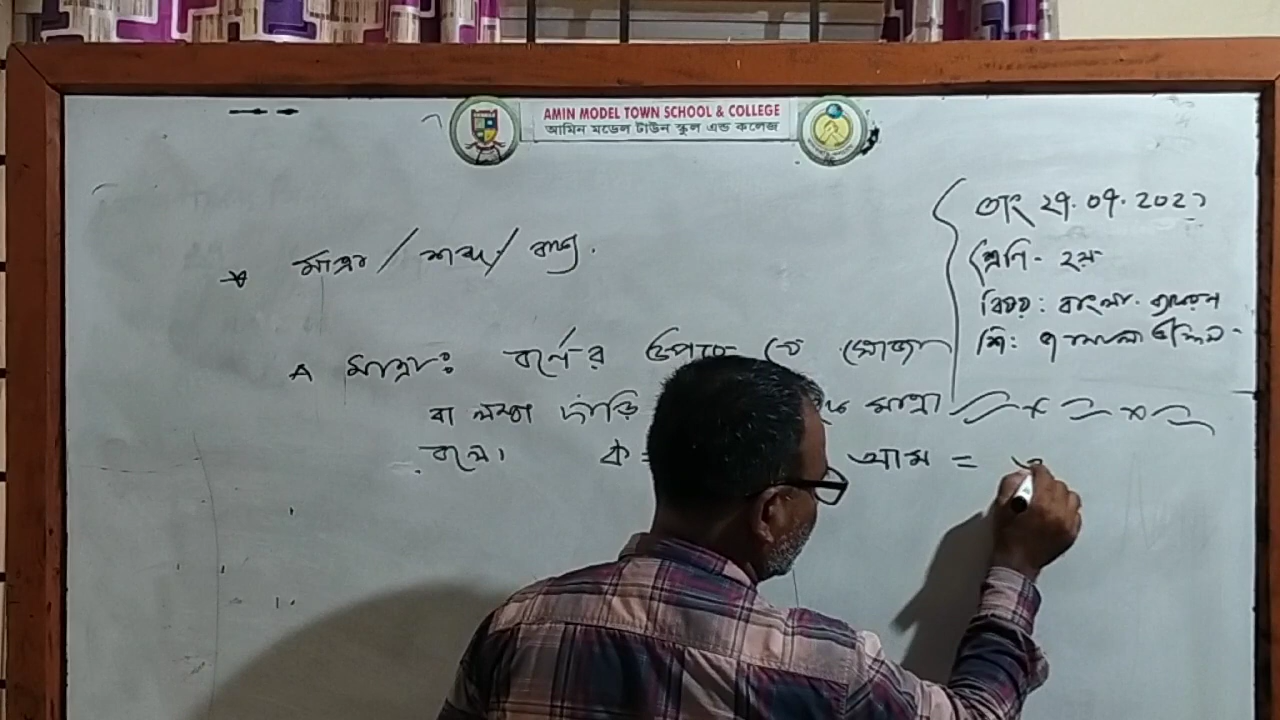 AMIN MODEL TOWN SCHOOL & COLLEGE
আমিন মডেল টাউন স্কুল এন্ড কলেজ
তাং ২৭.০৭.২০২১
শ্রেণি - ২য়
বিষয়: বাংলা. ব্যাকরণ
শি:
মাত্রা / শব্দ / বাক্য.
মাত্রা: বর্ণের উপরে যে সোজা
বা লম্বা দাঁড়ি মাত্রা
বলে। ক = আম =